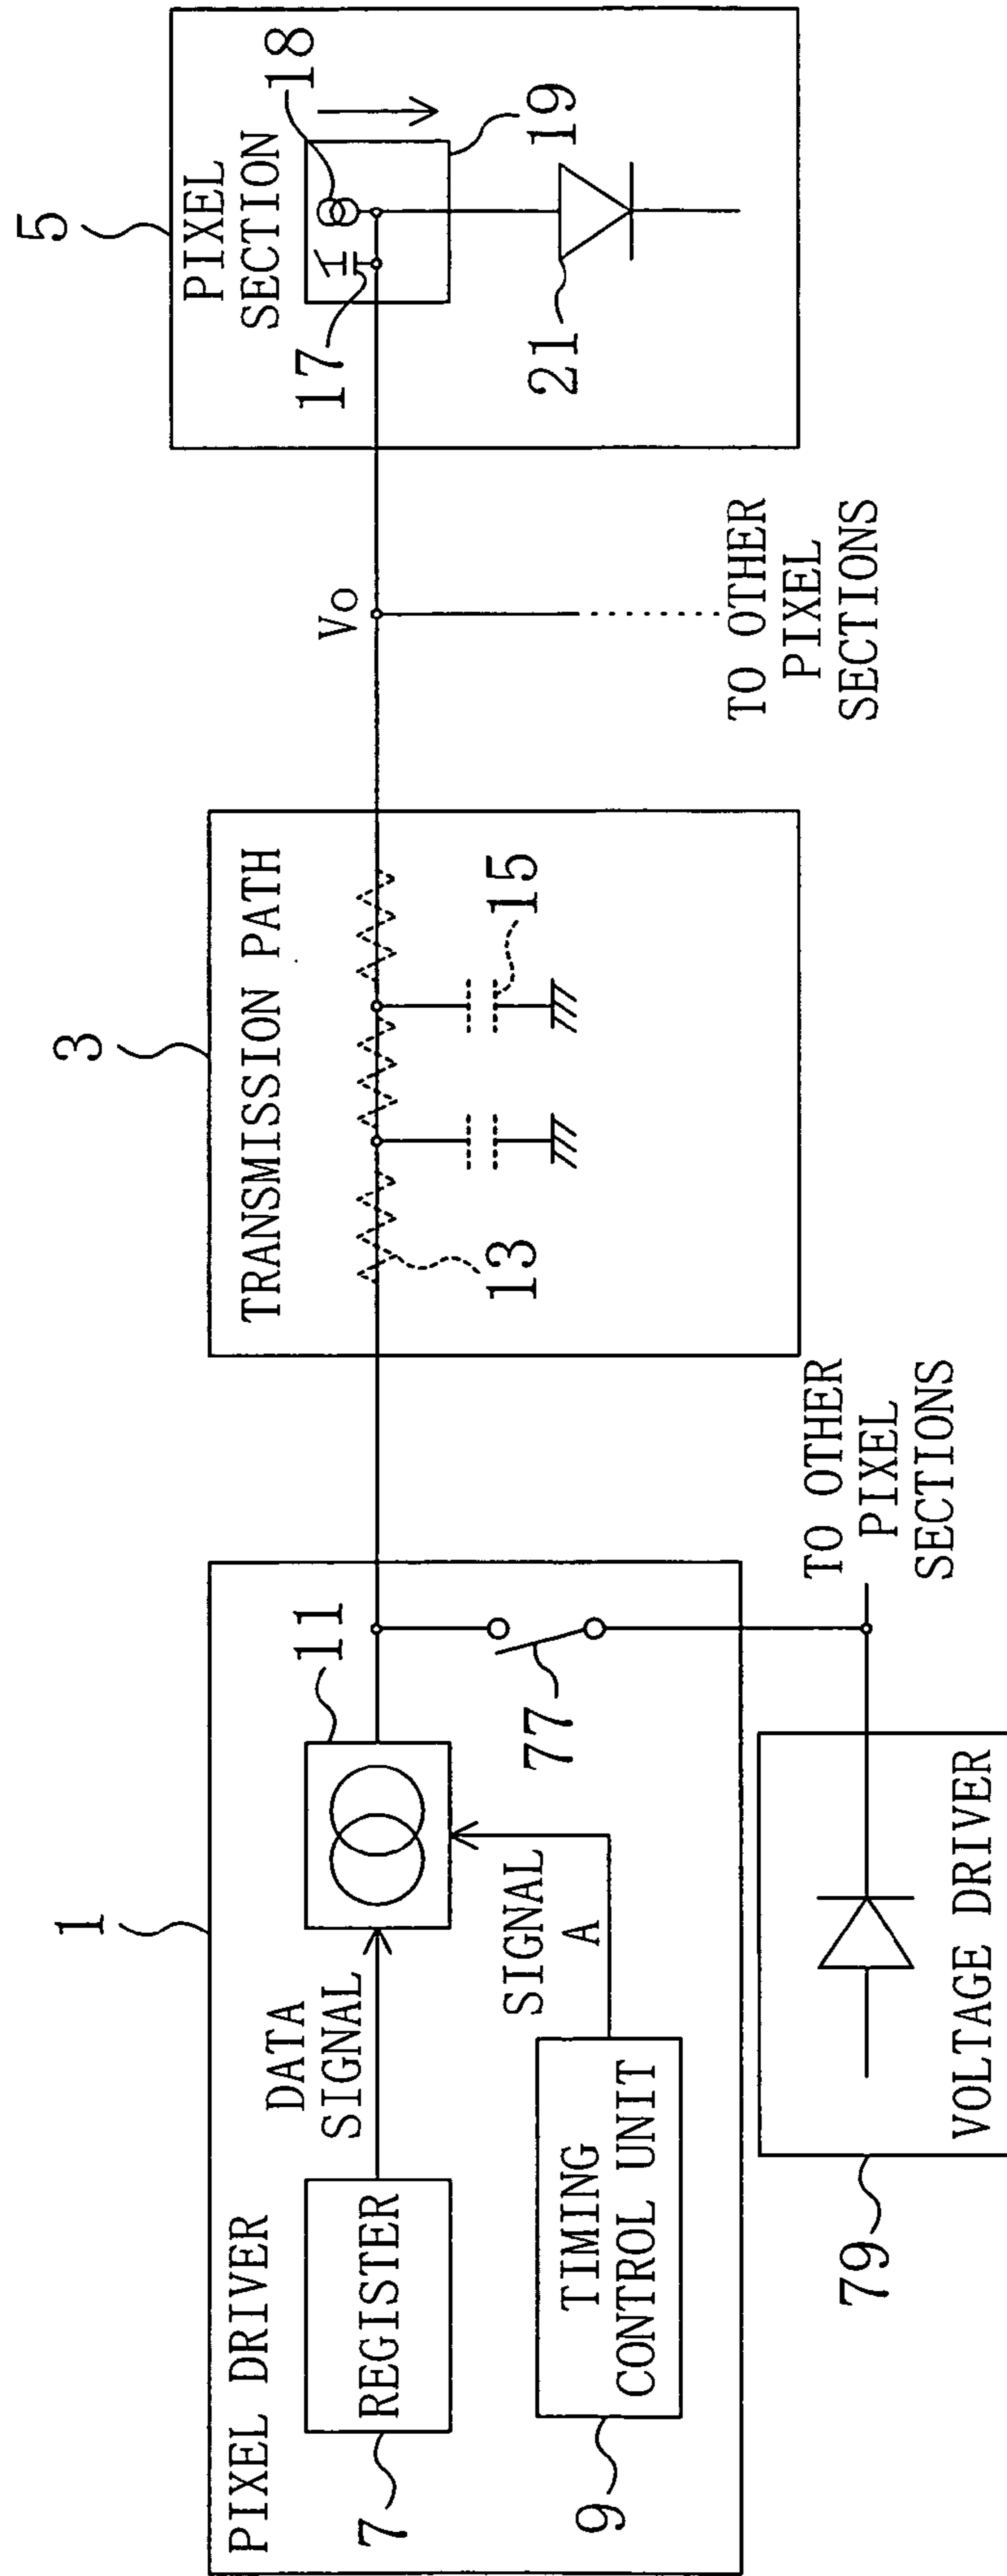 1
PIXEL DRIVER
7
REGISTER
DATA
SIGNAL
11
9
TIMING
CONTROL UNIT
SIGNAL
A
77
79
VOLTAGE DRIVER
TO OTHER
PIXEL
SECTIONS
3
TRANSMISSION PATH
13
15
Vo
TO OTHER
PIXEL
SECTIONS
5
PIXEL
SECTION
17
18
19
21